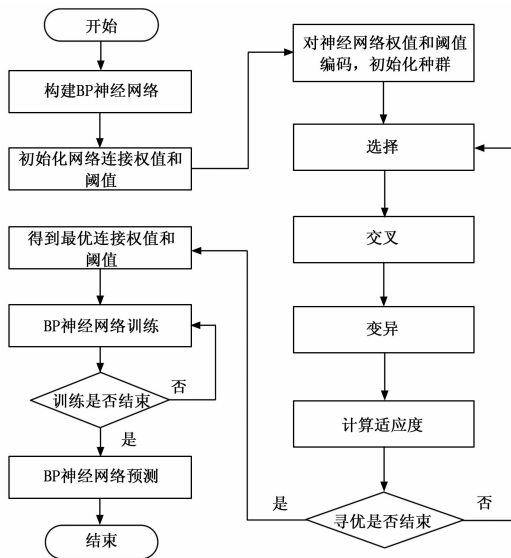 开始
构建BP神经网络
初始化网络连接权值和
阈值
对神经网络权值和阈值
编码，初始化种群
选择
交叉
变异
计算适应度
寻优是否结束
是
否
得到最优连接权值和
阈值
BP神经网络训练
训练是否结束
否
是
BP神经网络预测
结束